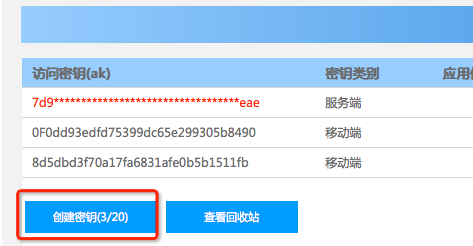 访问密钥(ak) 密钥类别 应用
7d9**********************************eae 服务端
0F0dd93edfd75399dc65e299305b8490 移动端
8d5dbd3f70a17fa6831afe0b5b1511fb 移动端
创建密钥(3/20) 查看回收站